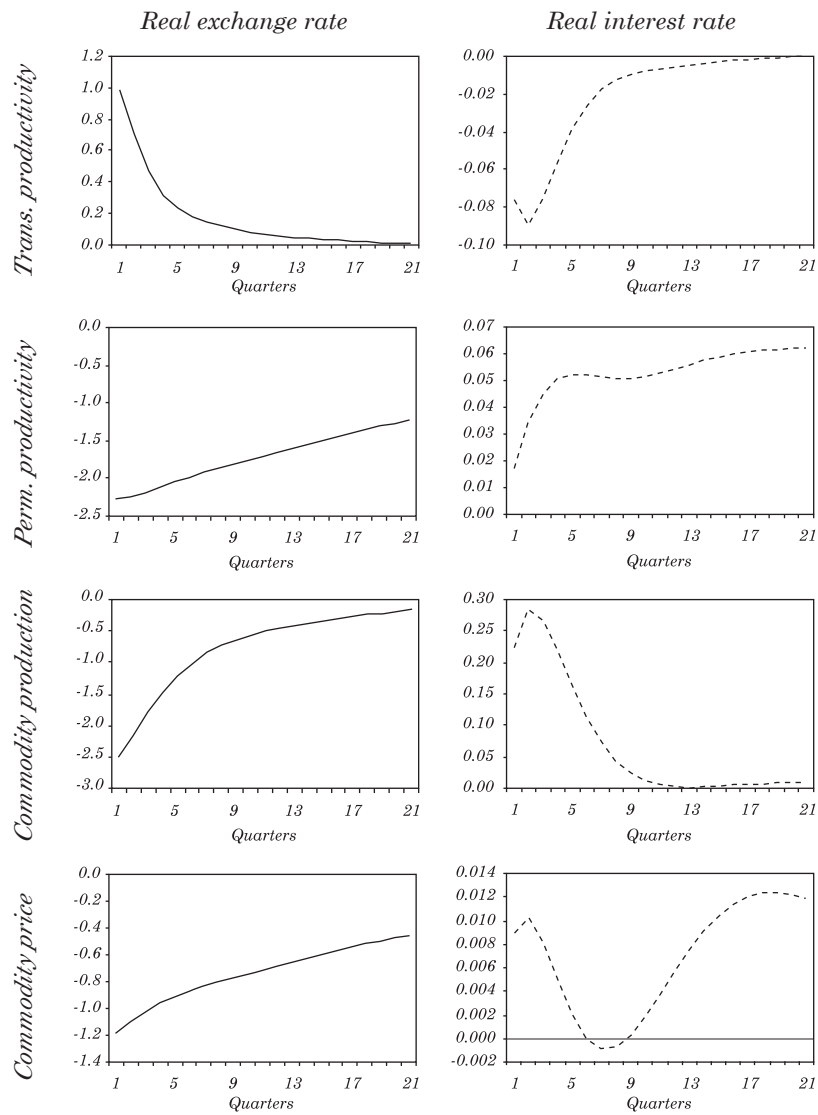 Real exchange rate
Real interest rate
Trans. productivity
1.2
1.0
0.8
0.6
0.4
0.2
0.0
1 5 9 13 17 21
Quarters
0.00
-0.02
-0.04
-0.06
-0.08
-0.10
1 5 9 13 17 21
Quarters
Perm. productivity
0.0
-0.5
-1.0
-1.5
-2.0
-2.5
1 5 9 13 17 21
Quarters
0.07
0.06
0.05
0.04
0.03
0.02
0.01
0.00
1 5 9 13 17 21
Quarters
Commodity production
0.0
-0.5
-1.0
-1.5
-2.0
-2.5
-3.0
1 5 9 13 17 21
Quarters
0.30
0.25
0.20
0.15
0.10
0.05
0.00
1 5 9 13 17 21
Quarters
Commodity price
0.0
-0.2
-0.4
-0.6
-0.8
-1.0
-1.2
-1.4
1 5 9 13 17 21
Quarters
0.014
0.012
0.010
0.008
0.006
0.004
0.002
0.000
-0.002
1 5 9 13 17 21
Quarters